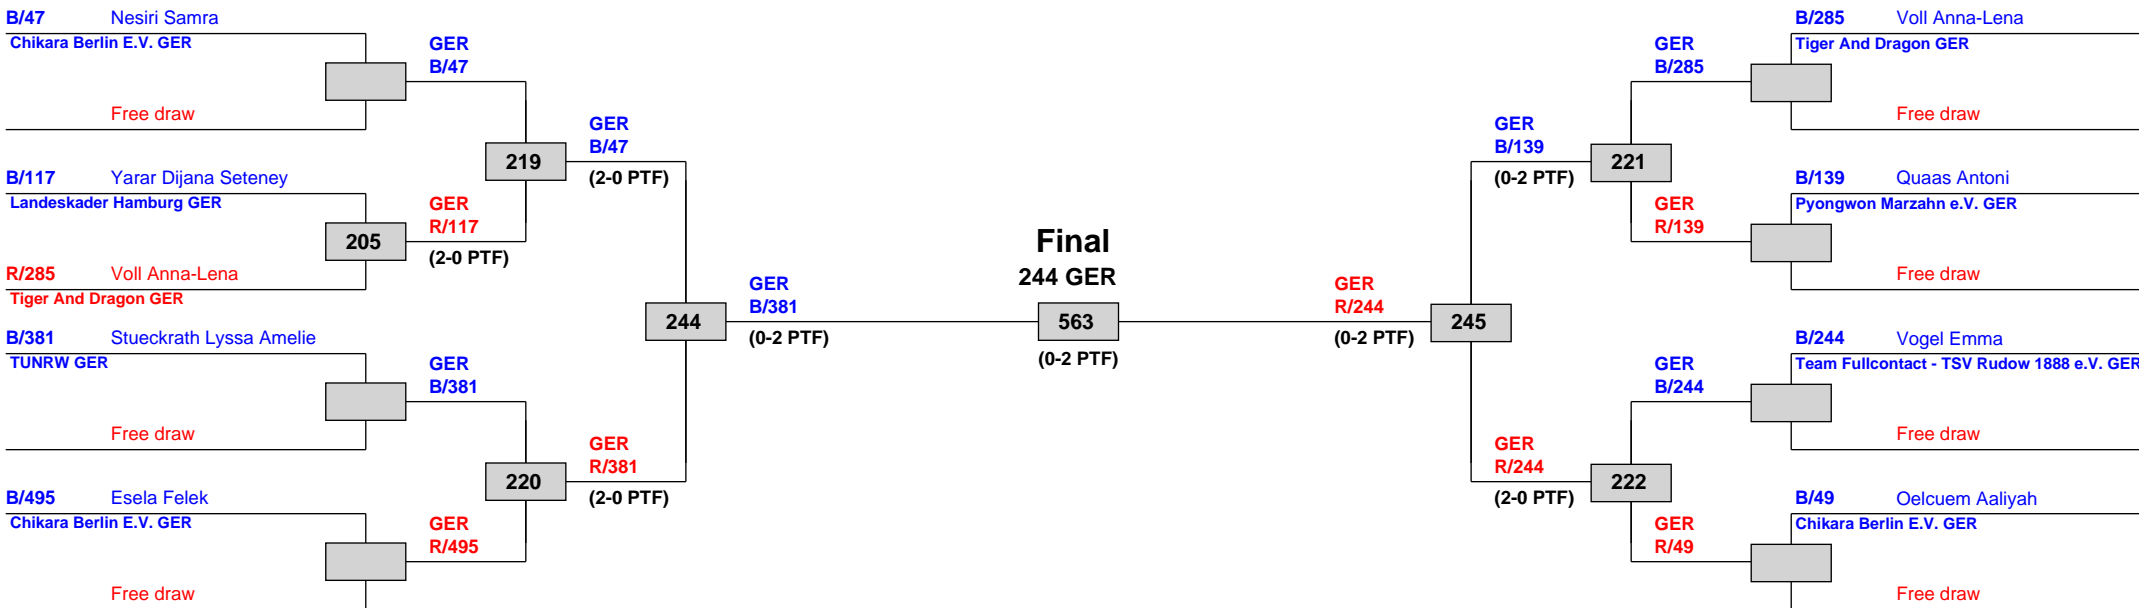 B/47 Nesiri Samra
Chikara Berlin E.V. GER
Free draw
GER
B/47
B/117 Yarar Dijana Seteney
Landeskader Hamburg GER
205
R/285 Voll Anna-Lena
Tiger And Dragon GER
GER
R/117
(2-0 PTF)
219
GER
B/47
(2-0 PTF)
B/381 Stueckrath Lyssa Amelie
TUNRW GER
Free draw
GER
B/381
B/495 Esela Felek
Chikara Berlin E.V. GER
Free draw
GER
R/495
220
GER
R/381
(2-0 PTF)
244
GER
B/381
(0-2 PTF)
Final
244 GER
563
(0-2 PTF)
GER
R/244
(0-2 PTF)
245
GER
B/139
(0-2 PTF)
221
GER
B/285
B/285 Voll Anna-Lena
Tiger And Dragon GER
Free draw
GER
R/139
B/139 Quaas Antoni
Pyongwon Marzahn e.V. GER
Free draw
GER
R/244
(2-0 PTF)
222
GER
B/244
B/244 Vogel Emma
Team Fullcontact - TSV Rudow 1888 e.V. GER
Free draw
GER
R/49
B/49 Oelcuem Aaliyah
Chikara Berlin E.V. GER
Free draw